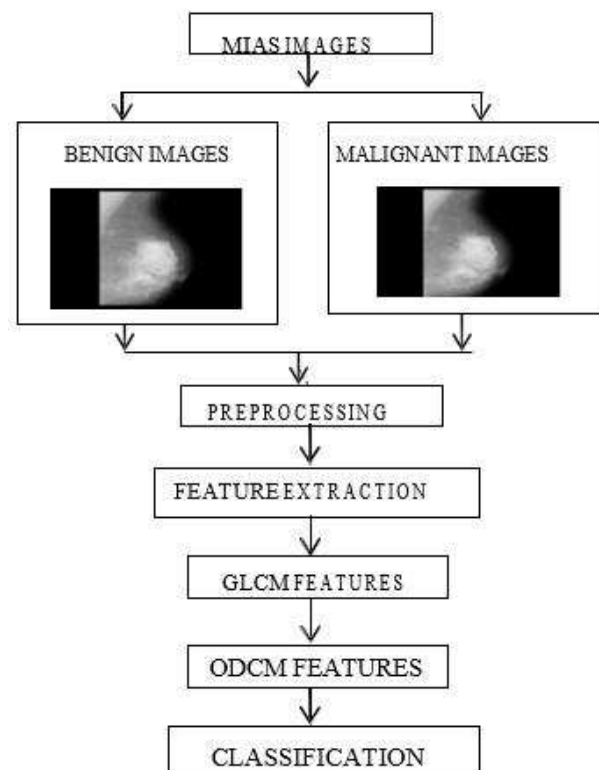 MIAS IMAGES
BENIGN IMAGES
MALIGNANT IMAGES
PREPROCESSING
FEATURE EXTRACTION
GLCM FEATURES
ODCM FEATURES
CLASSIFICATION